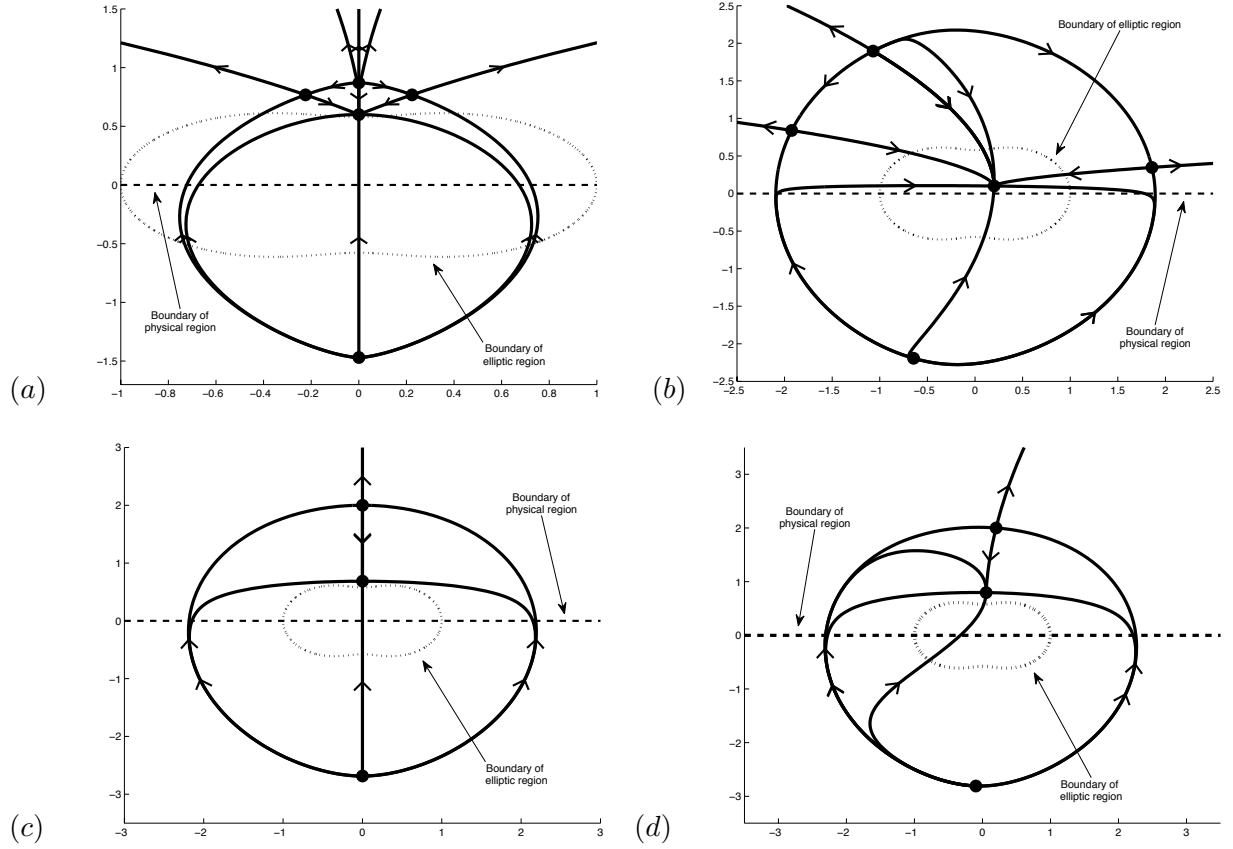 1.5
1
0.5
0
−0.5
−1
−1.5
−1 −0.8 −0.6 −0.4 −0.2 0 0.2 0.4 0.6 0.8 1
Boundary of
physical region
Boundary of
elliptic region
(a)
2.5
2
1.5
1
0.5
0
−0.5
−1
−1.5
−2
−2.5
−2.5 −2 −1.5 −1 −0.5 0 0.5 1 1.5 2 2.5
Boundary of elliptic region
Boundary of
physical region
(b)
3
2
1
0
−1
−2
−3
−3 −2 −1 0 1 2 3
Boundary of
physical region
Boundary of
elliptic region
(c)
3
2
1
0
−1
−2
−3
−3 −2 −1 0 1 2 3
Boundary of
physical region
Boundary of
elliptic region
(d)